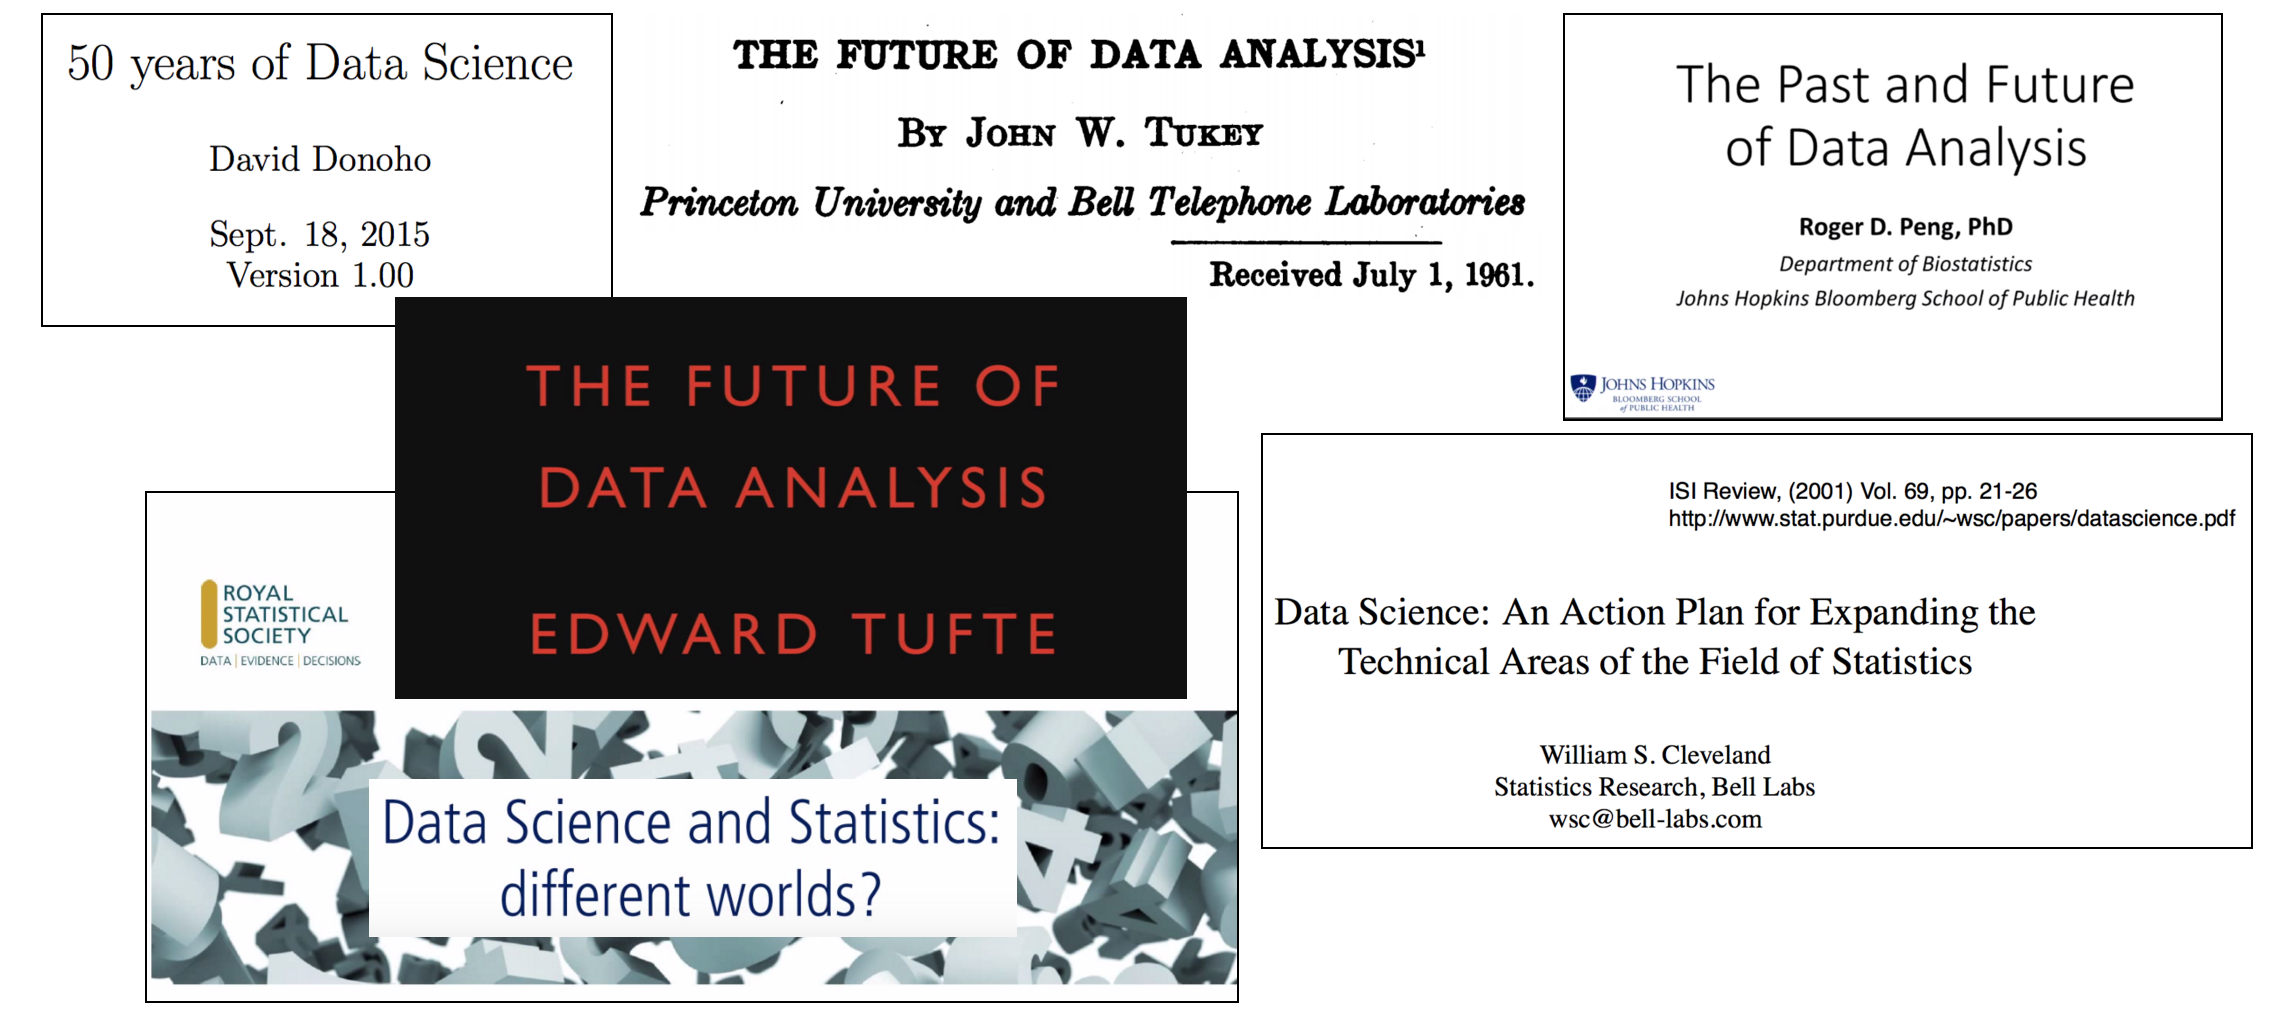 50 years of Data Science
David Donoho
Sept. 18, 2015
Version 1.00
THE FUTURE OF DATA ANALYSIS¹
By John W. Tukey
Princeton University and Bell Telephone Laboratories
Received July 1, 1961.
The Past and Future
of Data Analysis
Roger D. Peng, PhD
Department of Biostatistics
Johns Hopkins Bloomberg School of Public Health
JOHNS HOPKINS
BLOOMBERG SCHOOL
of PUBLIC HEALTH
THE FUTURE OF
DATA ANALYSIS
EDWARD TUFTE
ISI Review, (2001) Vol. 69, pp. 21-26
http://www.stat.purdue.edu/~wsc/papers/datascience.pdf
Data Science: An Action Plan for Expanding the
Technical Areas of the Field of Statistics
William S. Cleveland
Statistics Research, Bell Labs
wsc@bell-labs.com
ROYAL
STATISTICAL
SOCIETY
DATA | EVIDENCE | DECISIONS
Data Science and Statistics:
different worlds?